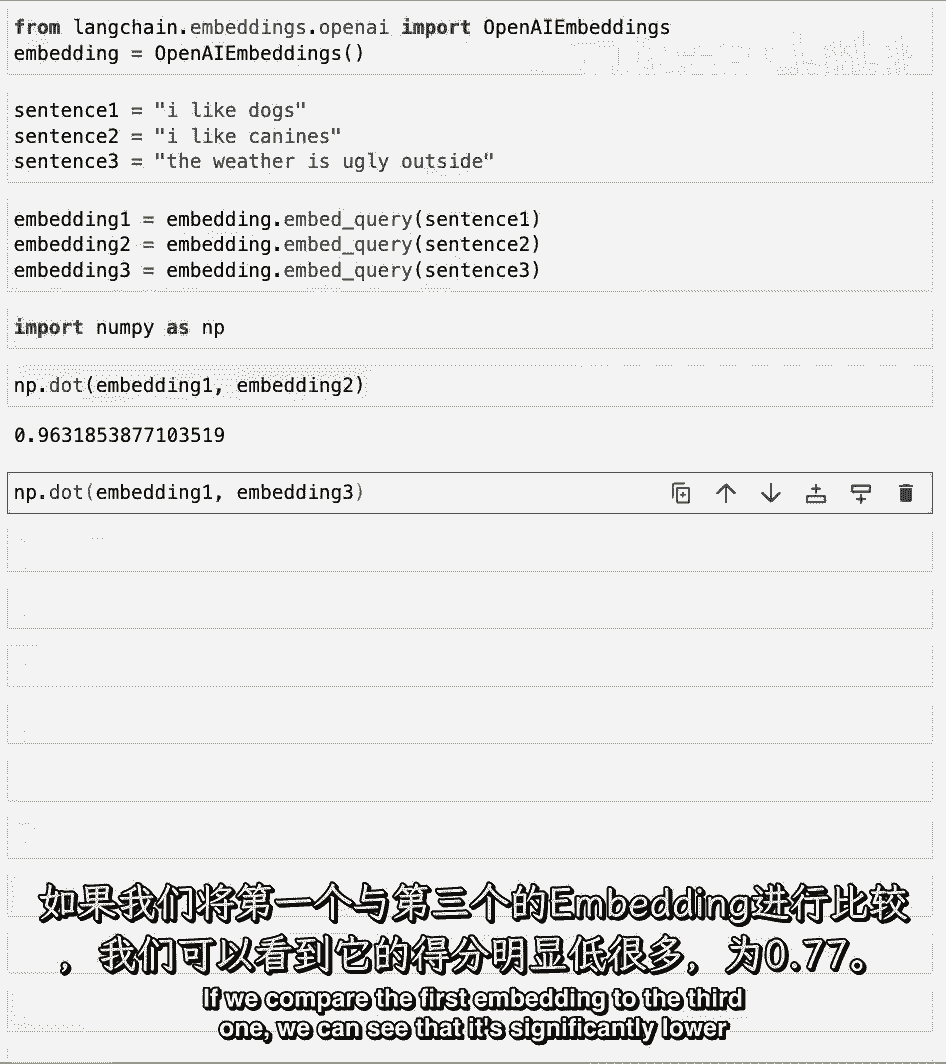 from langchain.embeddings.openai import OpenAIEmbeddings
embedding = OpenAIEmbeddings()
sentence1 = "i like dogs"
sentence2 = "i like canines"
sentence3 = "the weather is ugly outside"
embedding1 = embedding.embed_query(sentence1)
embedding2 = embedding.embed_query(sentence2)
embedding3 = embedding.embed_query(sentence3)
import numpy as np
np.dot(embedding1, embedding2)
0.9631853877103519
np.dot(embedding1, embedding3)
如果我们将第一个与第三个的Embedding进行比较
，我们可以看到它的得分明显低很多，为0.77。
If we compare the first embedding to the third
one, we can see that it's significantly lower